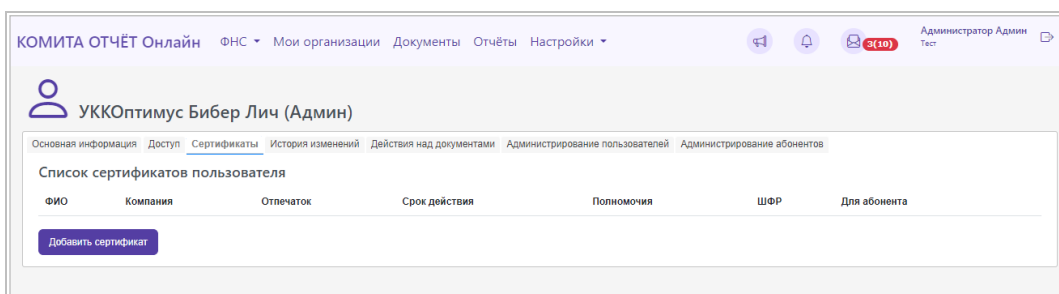 КОМИТА ОТЧЁТ Онлайн ФНС Мои организации Документы Отчёты Настройки 3(10) Администратор Админ
Тест
УККОптимус Бибер Лич (Админ)
Основная информация Доступ Сертификаты История изменений Действия над документами Администрирование пользователей Администрирование абонентов
Список сертификатов пользователя
ФИО Компания Отпечаток Срок действия Полномочия ШФР Для абонента
Добавить сертификат